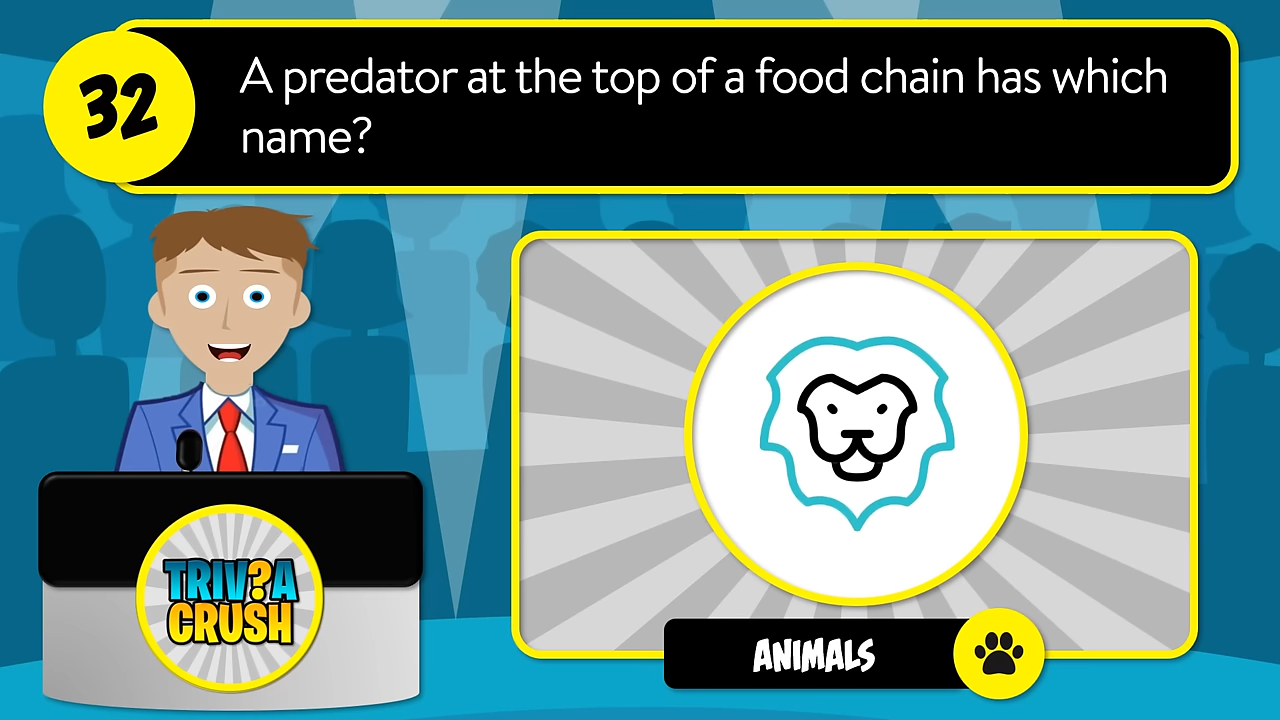 32
A predator at the top of a food chain has which
name?
TRIV?A
CRUSH
ANIMALS